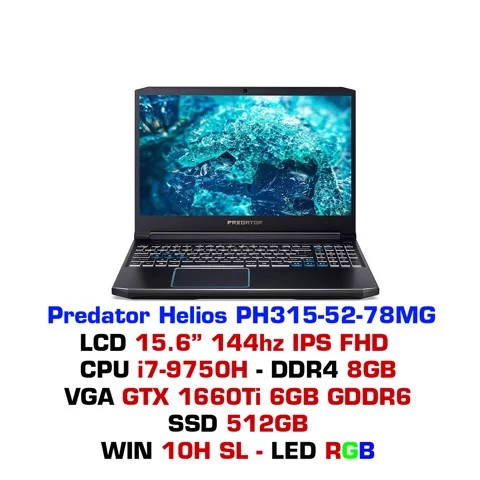 PREDATOR
Predator Helios PH315-52-78MG
LCD 15.6” 144hz IPS FHD
CPU i7-9750H - DDR4 8GB
VGA GTX 1660Ti 6GB GDDR6
SSD 512GB
WIN 10H SL - LED RGB